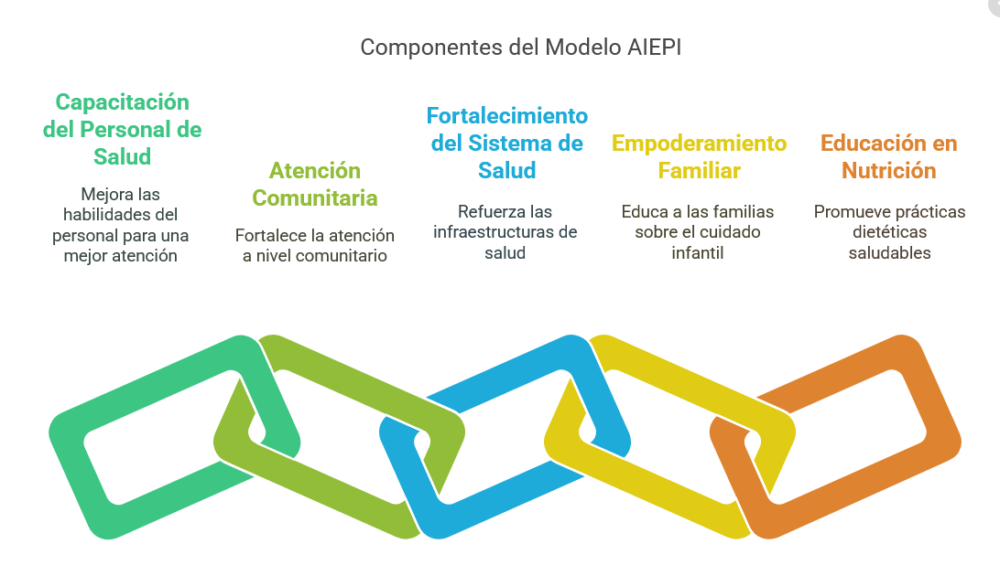 Componentes del Modelo AIEPI
Capacitación
del Personal de
Salud
Mejora las
habilidades del
personal para una
mejor atención
Atención
Comunitaria
Fortalece la atención
a nivel comunitario
Fortalecimiento
del Sistema de
Salud
Refuerza las
infraestructuras de
salud
Empoderamiento
Familiar
Educa a las familias
sobre el cuidado
infantil
Educación en
Nutrición
Promueve prácticas
dietéticas
saludables